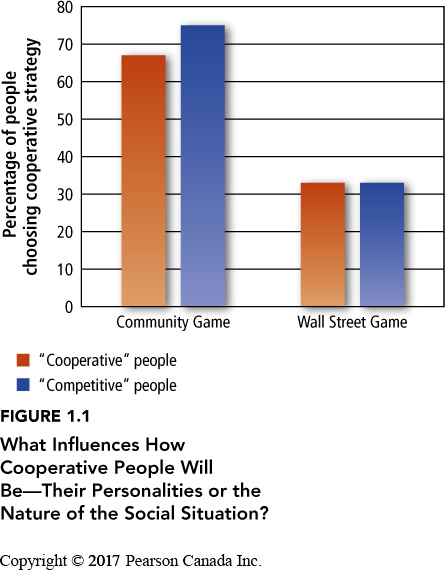 80
70
60
50
40
30
20
10
0
Percentage of people
choosing cooperative strategy
Community Game
Wall Street Game
"Cooperative" people
"Competitive" people
FIGURE 1.1
What Influences How
Cooperative People Will
Be—Their Personalities or the
Nature of the Social Situation?
Copyright © 2017 Pearson Canada Inc.